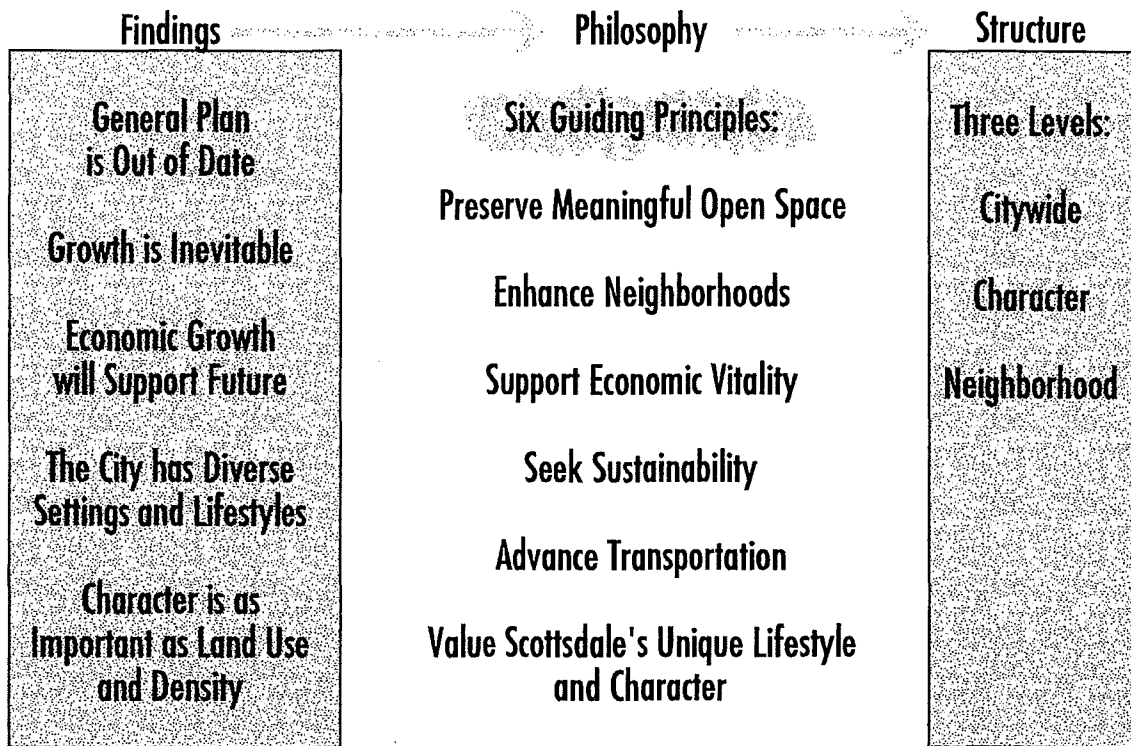 Findings
Philosophy
Structure
General Plan
is Out of Date
Growth is Inevitable
Economic Growth
will Support Future
The City has Diverse
Settings and Lifestyles
Character is as
Important as Land Use
and Density
Six Guiding Principles:
Preserve Meaningful Open Space
Enhance Neighborhoods
Support Economic Vitality
Seek Sustainability
Advance Transportation
Value Scottsdale's Unique Lifestyle
and Character
Three Levels:
Citywide
Character
Neighborhood